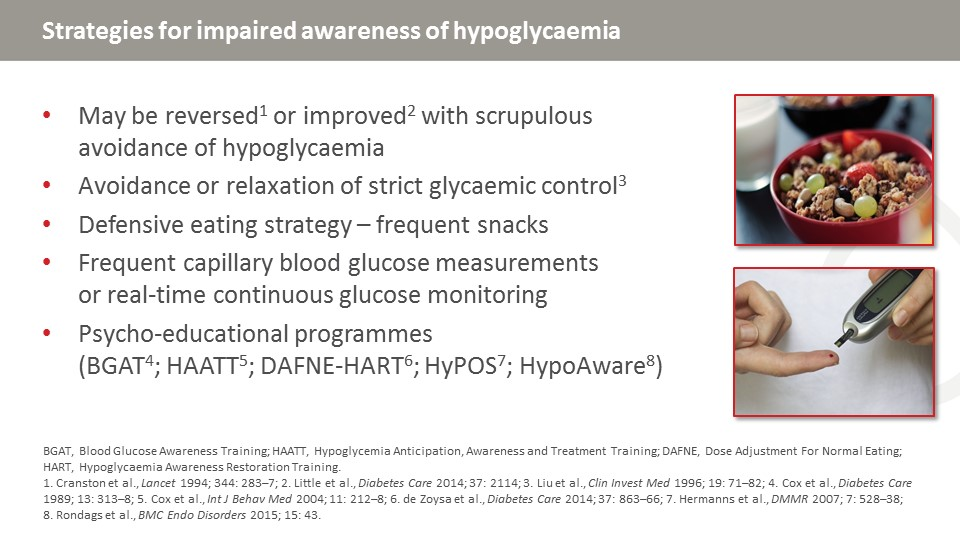 Strategies for impaired awareness of hypoglycaemia
• May be reversed¹ or improved² with scrupulous
avoidance of hypoglycaemia
• Avoidance or relaxation of strict glycaemic control³
• Defensive eating strategy – frequent snacks
• Frequent capillary blood glucose measurements
or real-time continuous glucose monitoring
• Psycho-educational programmes
(BGAT⁴; HAATT⁵; DAFNE-HART⁶; HyPOS⁷; HypoAware⁸)
BGAT, Blood Glucose Awareness Training; HAATT, Hypoglycemia Anticipation, Awareness and Treatment Training; DAFNE, Dose Adjustment For Normal Eating;
HART, Hypoglycaemia Awareness Restoration Training.
1. Cranston et al., Lancet 1994; 344: 283–7; 2. Little et al., Diabetes Care 2014; 37: 2114; 3. Liu et al., Clin Invest Med 1996; 19: 71–82; 4. Cox et al., Diabetes Care
1989; 13: 313–8; 5. Cox et al., Int J Behav Med 2004; 11: 212–8; 6. de Zoysa et al., Diabetes Care 2014; 37: 863–66; 7. Hermanns et al., DMMR 2007; 7: 528–38;
8. Rondags et al., BMC Endo Disorders 2015; 15: 43.